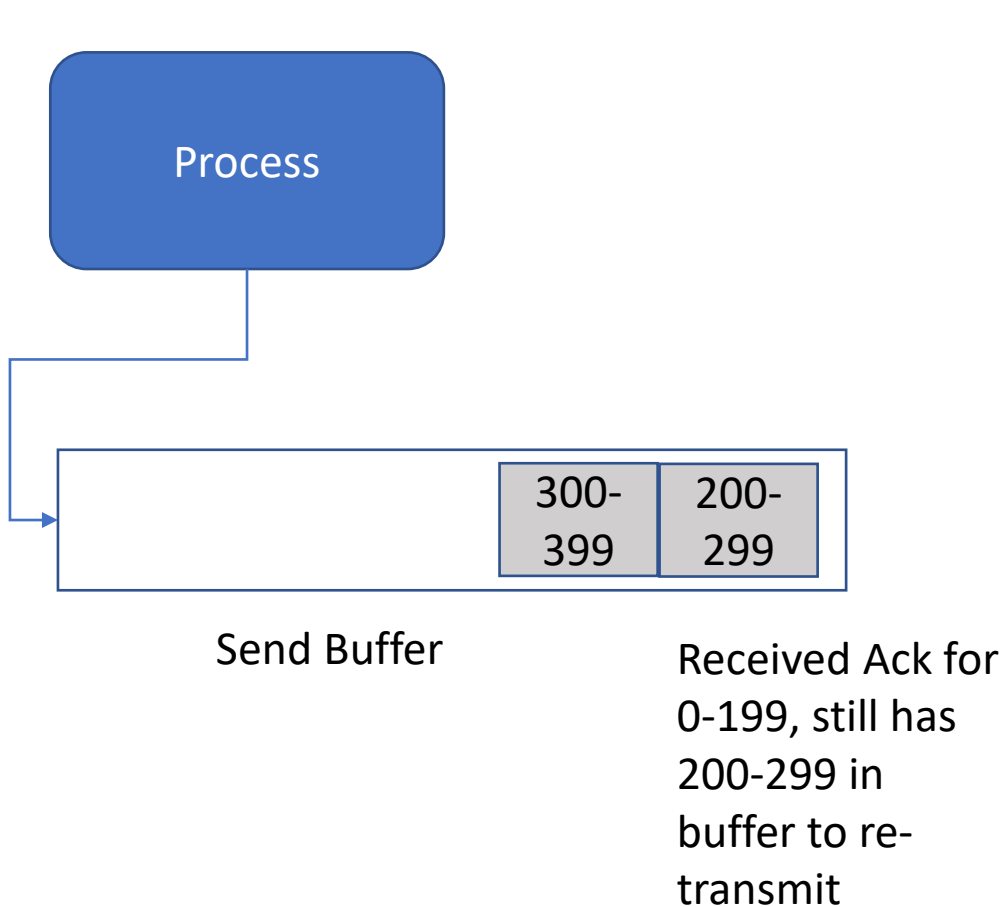 Process
300-
399
200-
299
Send Buffer
Received Ack for
0-199, still has
200-299 in
buffer to re-
transmit